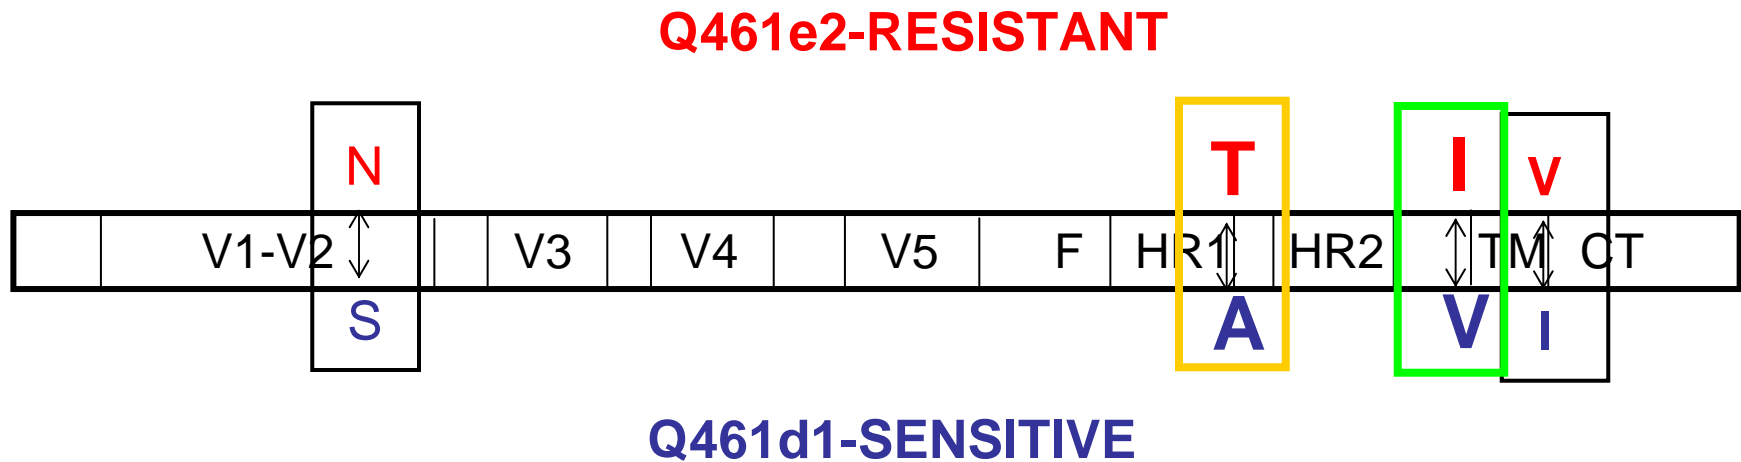 Q461e2-RESISTANT
N T I V
V1-V2 V3 V4 V5 F HR1 HR2 TM CT
S A V I
Q461d1-SENSITIVE